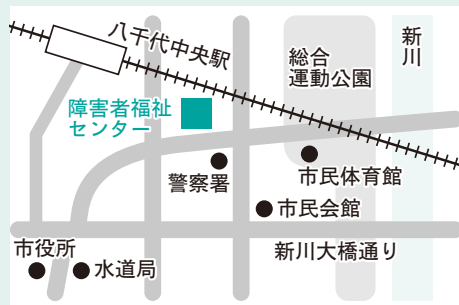 八千代中央駅
総合
運動公園
新川
障害者福祉
センター
警察署
市民体育館
市民会館
新川大橋通り
市役所
水道局